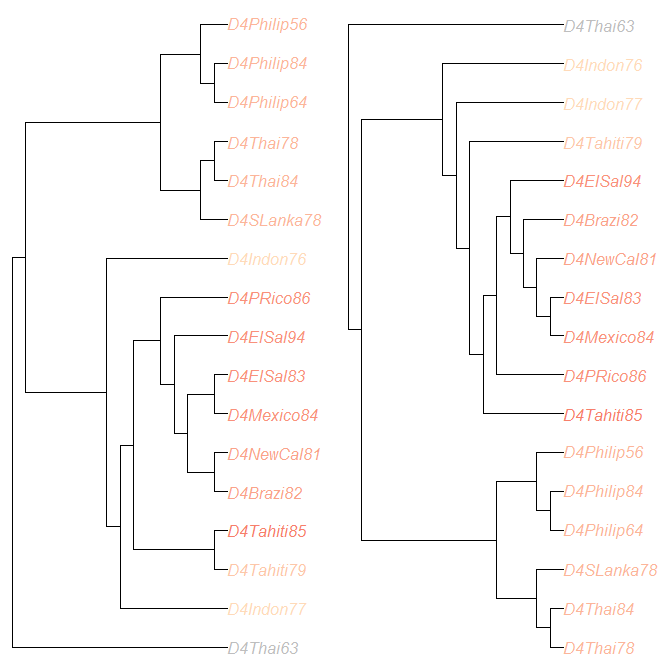 D4Philip56
D4Philip84
D4Philip64
D4Thai78
D4Thai84
D4SLanka78
D4Indon76
D4PRico86
D4ElSal94
D4ElSal83
D4Mexico84
D4NewCal81
D4Brazi82
D4Tahiti85
D4Tahiti79
D4Indon77
D4Thai63
D4Thai63
D4Indon76
D4Indon77
D4Tahiti79
D4ElSal94
D4Brazi82
D4NewCal81
D4ElSal83
D4Mexico84
D4PRico86
D4Tahiti85
D4Philip56
D4Philip84
D4Philip64
D4SLanka78
D4Thai84
D4Thai78